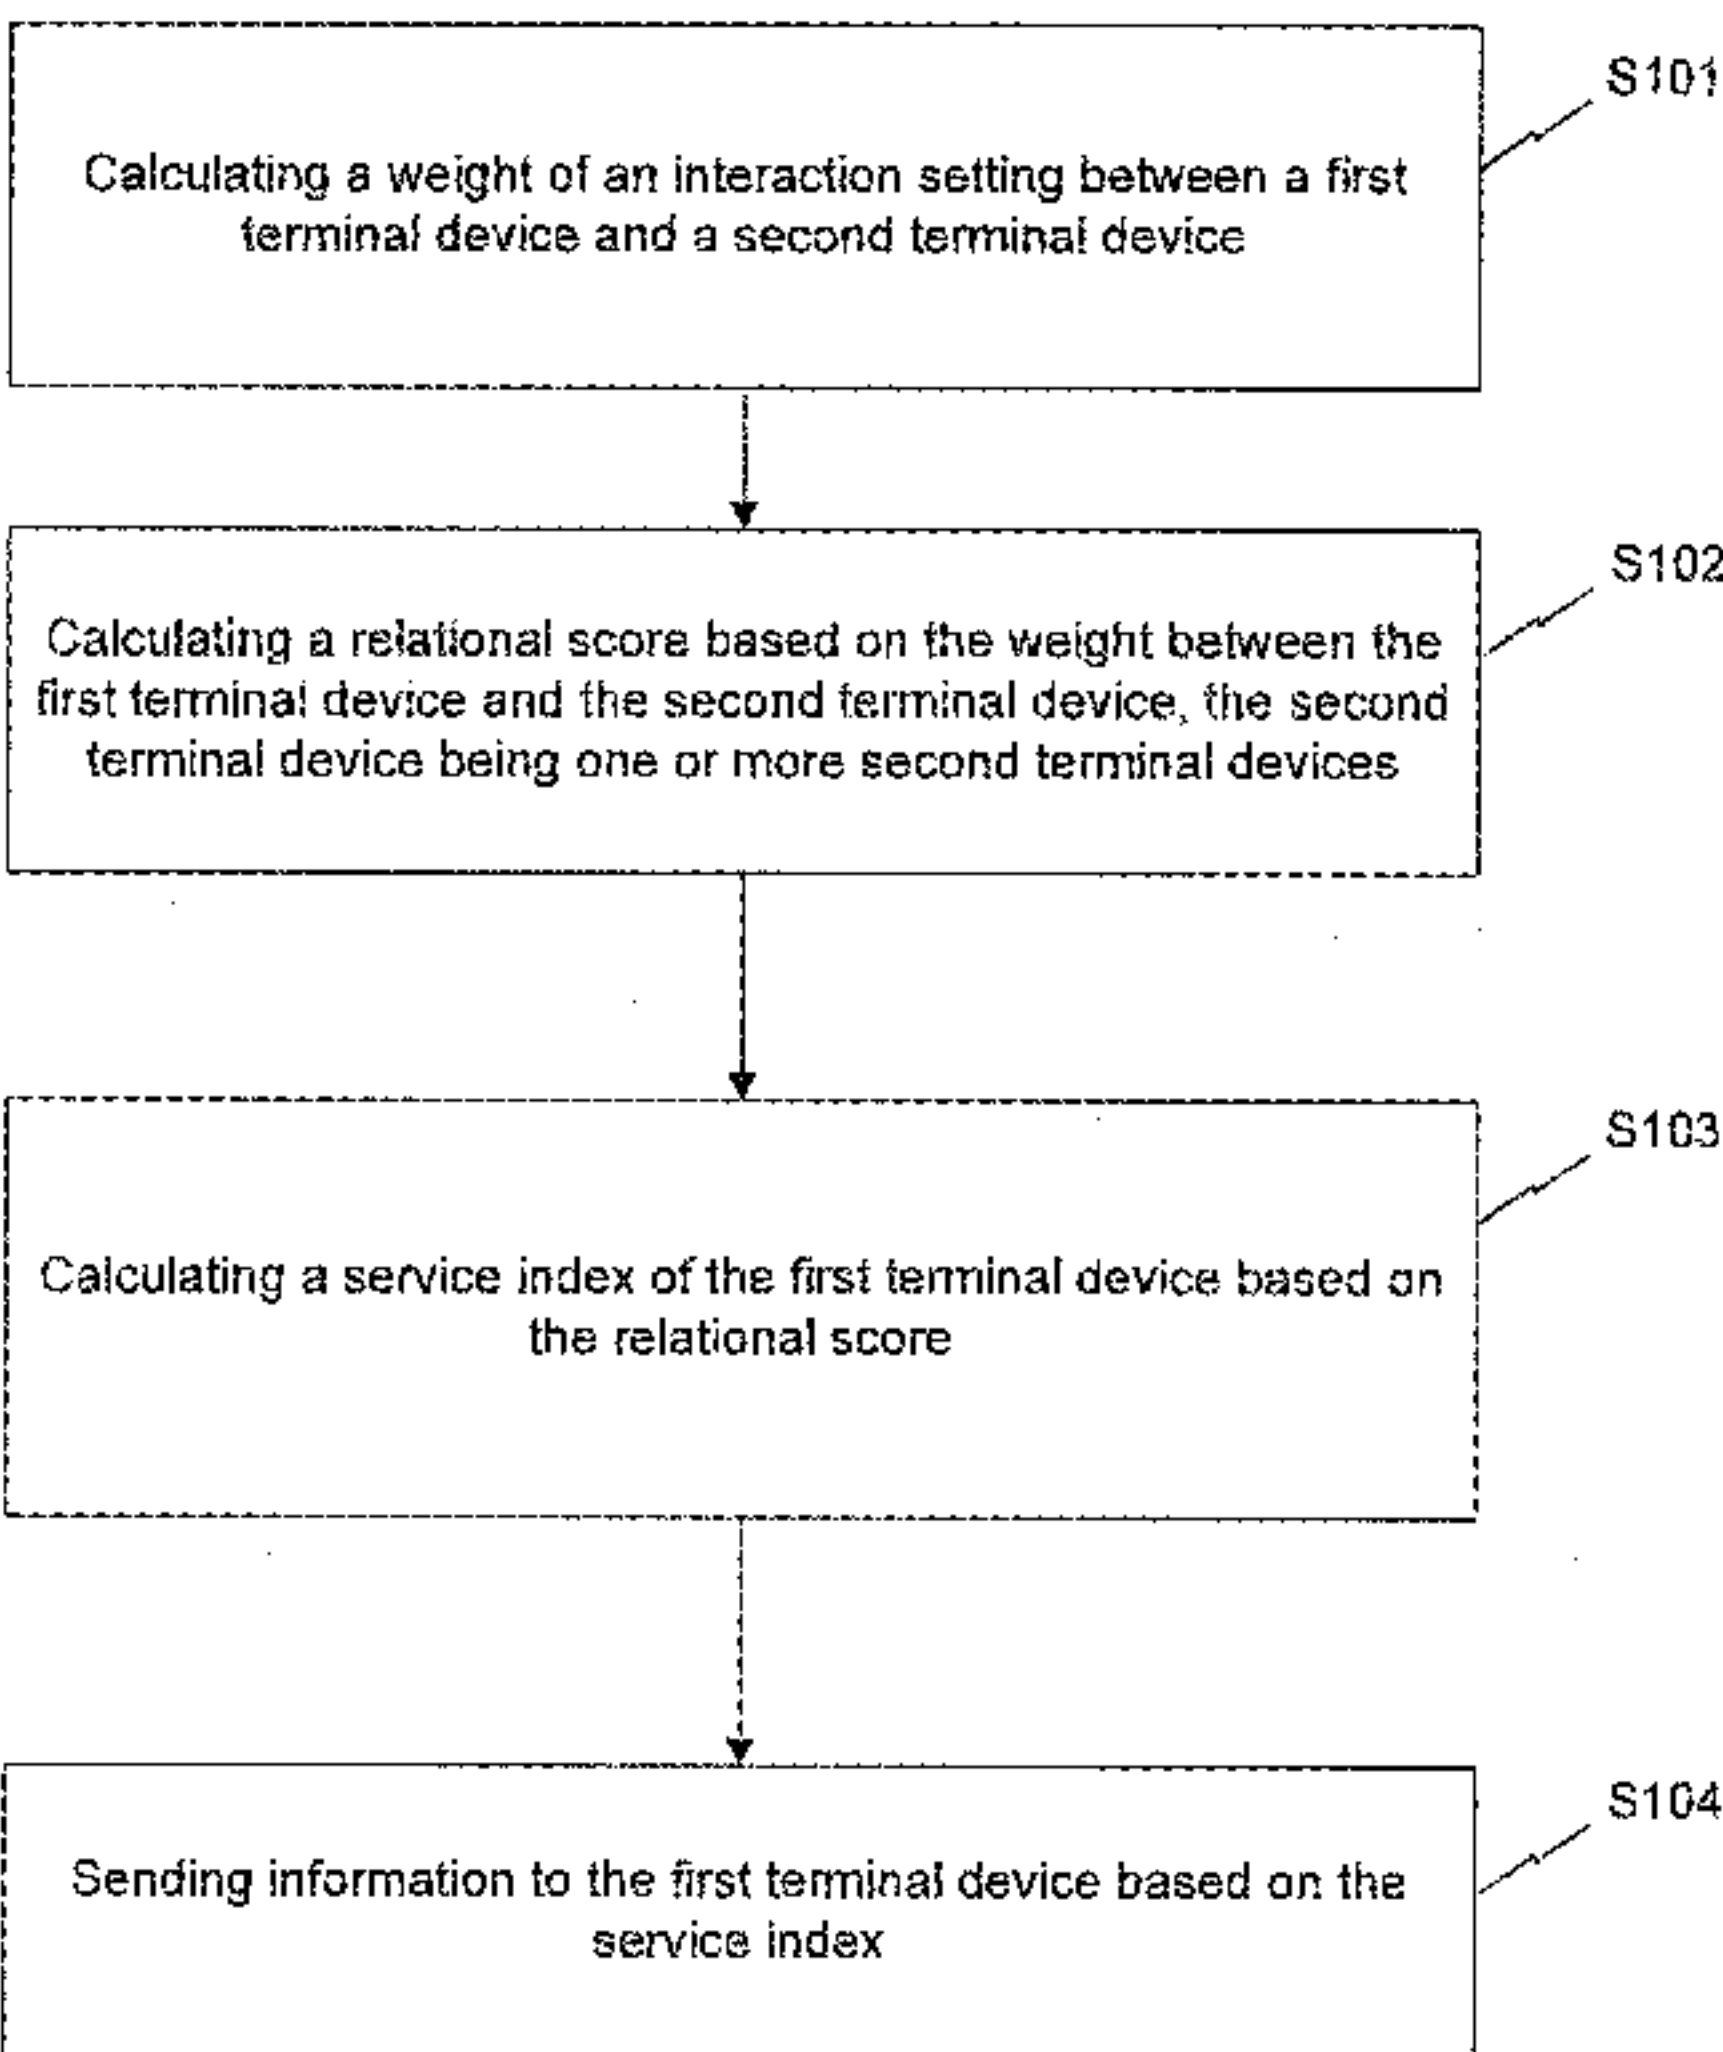 S101
Calculating a weight of an interaction setting between a first
terminal device and a second terminal device
S102
Calculating a relational score based on the weight between the
first terminal device and the second terminal device, the second
terminal device being one or more second terminal devices
S103
Calculating a service index of the first terminal device based on
the relational score
S104
Sending information to the first terminal device based on the
service index